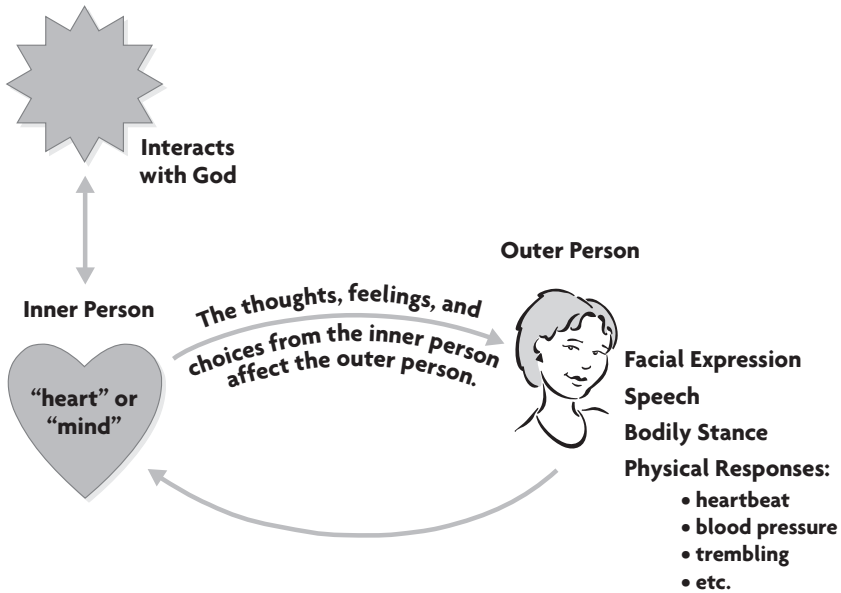 Interacts
with God
Inner Person
“heart” or
“mind”
The thoughts, feelings, and
choices from the inner person
affect the outer person.
Outer Person
Facial Expression
Speech
Bodily Stance
Physical Responses:
• heartbeat
• blood pressure
• trembling
• etc.